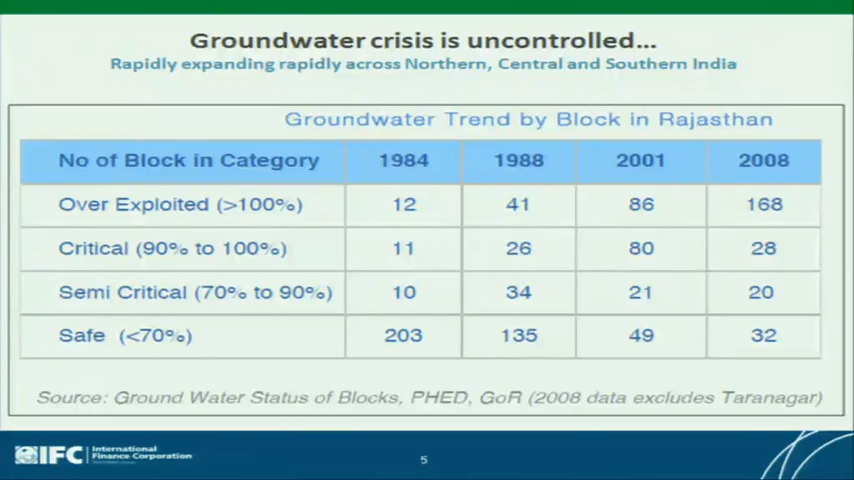 Groundwater crisis is uncontrolled...
Rapidly expanding rapidly across Northern, Central and Southern India
Groundwater Trend by Block in Rajasthan
No of Block in Category 1984 1988 2001 2008
Over Exploited (>100%) 12 41 86 168
Critical (90% to 100%) 11 26 80 28
Semi Critical (70% to 90%) 10 34 21 20
Safe (<70%) 203 135 49 32
Source: Ground Water Status of Blocks, PHED, GoR (2008 data excludes Taranagar)
IFC International
Finance Corporation
5